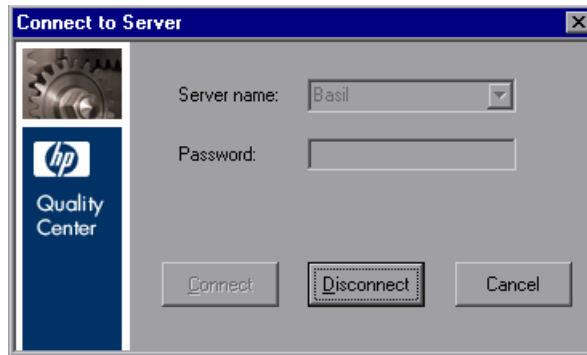 Connect to Server
Server name: Basil
Password:
hp
Quality
Center
Connect Disconnect Cancel